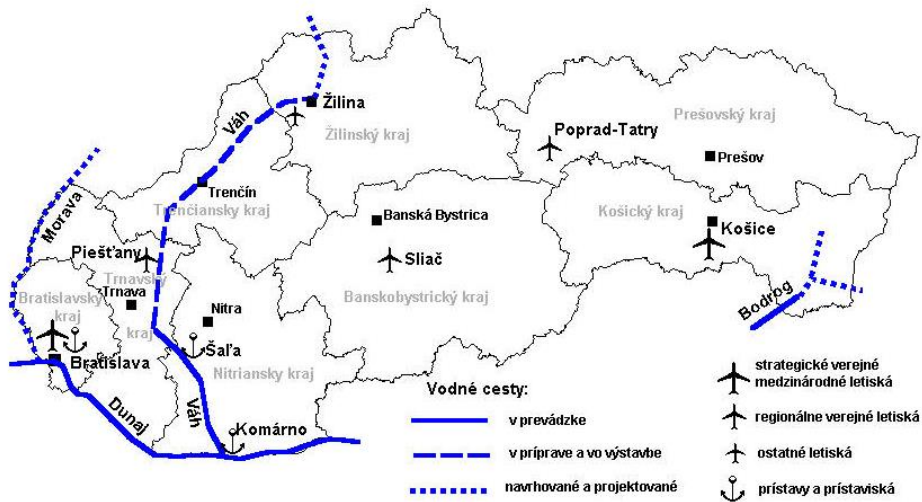 Žilina
Váh
Žilinský kraj
Poprad-Tatry
Prešovský kraj
Prešov
Trenčín
Trenčiansky kraj
Morava
Banská Bystrica
Košický kraj
Košice
Piešťany
Sliač
Trnavský
kraj
Trnava
Bratislavský
kraj
Banskobystrický kraj
Nitra
Bodrog
Šaľa
Bratislava
Nitriansky kraj
Dunaj
Váh
Komárno
Vodné cesty:
v prevádzke
v príprave a vo výstavbe
navrhované a projektované
strategické verejné
medzinárodné letiská
regionálne verejné letiská
ostatné letiská
prístavy a prístaviská